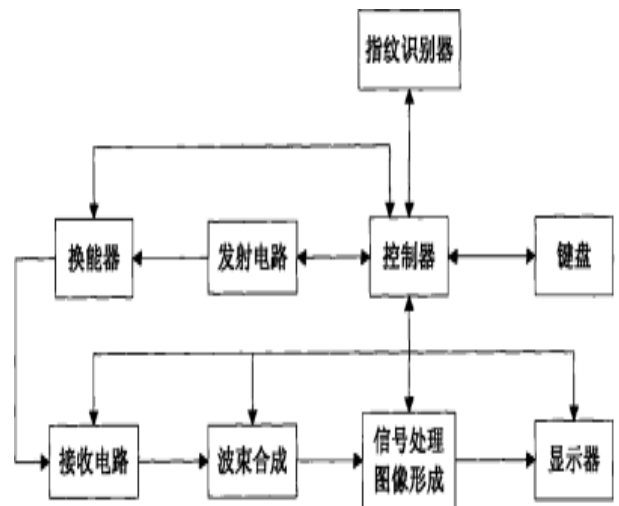 指纹识别器
换能器
发射电路
控制器
键盘
接收电路
波束合成
信号处理
图像形成
显示器